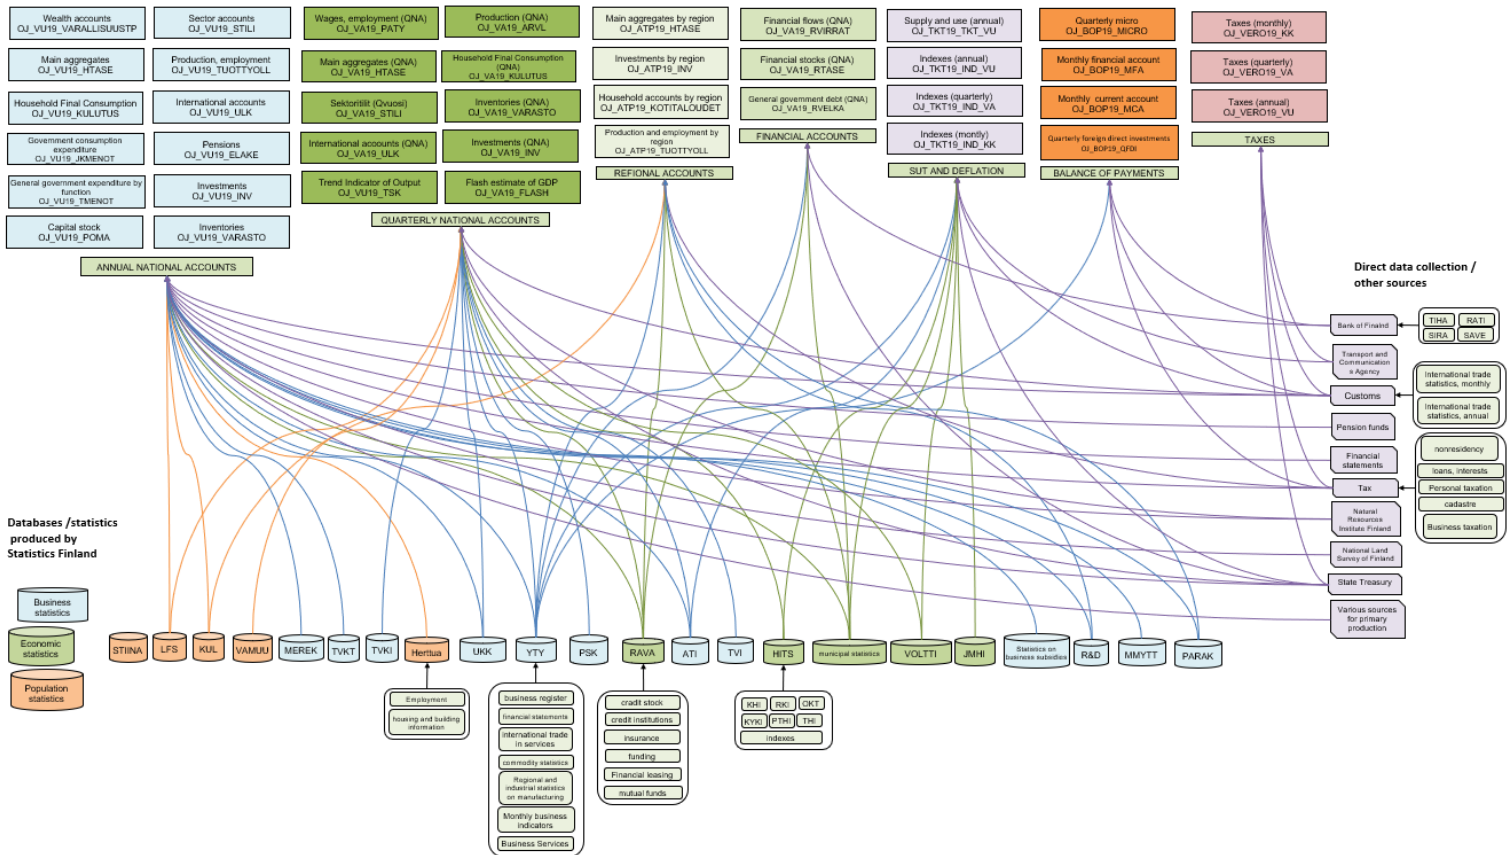 Wealth accounts
OJ_VU19_VARALLISUUSTP
Sector accounts
OJ_VU19_STILI
Main aggregates
OJ_VU19_HTASE
Production, employment
OJ_VU19_TUOTTYOLL
Household Final Consumption
OJ_VU19_KULUTUS
International accounts
OJ_VU19_ULK
Government consumption
expenditure
OJ_VU19_JKMENOT
Pensions
OJ_VU19_ELAKE
General government expenditure by
function
OJ_VU19_TMENOT
Investments
OJ_VU19_INV
Capital stock
OJ_VU19_POMA
Inventories
OJ_VU19_VARASTO
ANNUAL NATIONAL ACCOUNTS
Wages, employment (QNA)
OJ_VA19_PATY
Production (QNA)
OJ_VA19_ARVL
Main aggregates (QNA)
OJ_VA19_HTASE
Household Final Consumption
(QNA)
OJ_VA19_KULUTUS
Sektoritilit (Qvuosi)
OJ_VA19_STILI
Inventories (QNA)
OJ_VA19_VARASTO
International accounts (QNA)
OJ_VA19_ULK
Investments (QNA)
OJ_VA19_INV
Trend Indicator of Output
OJ_VU19_TSK
Flash estimate of GDP
OJ_VA19_FLASH
QUARTERLY NATIONAL ACCOUNTS
Main aggregates by region
OJ_ATP19_HTASE
Investments by region
OJ_ATP19_INV
Household accounts by region
OJ_ATP19_KOTITALOUDET
Production and employment by
region
OJ_ATP19_TUOTTYOLL
REFIONAL ACCOUNTS
Financial flows (QNA)
OJ_VA19_RVIRRAT
Financial stocks (QNA)
OJ_VA19_RTASE
General government debt (QNA)
OJ_VA19_RVELKA
FINANCIAL ACCOUNTS
Supply and use (annual)
OJ_TKT19_TKT_VU
Indexes (annual)
OJ_TKT19_IND_VU
Indexes (quarterly)
OJ_TKT19_IND_VA
Indexes (montly)
OJ_TKT19_IND_KK
SUT AND DEFLATION
Quarterly micro
OJ_BOP19_MICRO
Monthly financial account
OJ_BOP19_MFA
Monthly current account
OJ_BOP19_MCA
Quarterly foreign direct investments
OJ_BOP19_QFDI
BALANCE OF PAYMENTS
Taxes (monthly)
OJ_VERO19_KK
Taxes (quarterly)
OJ_VERO19_VA
Taxes (annual)
OJ_VERO19_VU
TAXES
Direct data collection /
other sources
Bank of Finalnd
TIHA
RATI
SIRA
SAVE
Transport and
Communication
s Agency
Customs
International trade
statistics, monthly
International trade
statistics, annual
Pension funds
Financial
statements
Tax
nonresidency
loans, interests
Personal taxation
cadastre
Business taxation
Natural
Resources
Institute Finland
National Land
Survey of Finland
State Treasury
Various sources
for primary
production
Databases /statistics
produced by
Statistics Finland
Business
statistics
Economic
statistics
Population
statistics
STIINA
LFS
KUL
VAMUU
MEREK
TVKT
TVKI
Herttua
UKK
YTY
PSK
RAVA
ATI
TVI
HITS
municipal statistics
VOLTTI
JMHI
Statistics on
business subsidies
R&D
MMYTT
PARAK
Employment
housing and building
information
business register
financial statements
international trade
in services
commodity statistics
Regional and
industrial statistics
on manufacturing
Monthly business
indicators
Business Services
cradit stock
credit institutions
insurance
funding
Financial leasing
mutual funds
KHI
RKI
OKT
KYKI
PTHI
THI
indexes